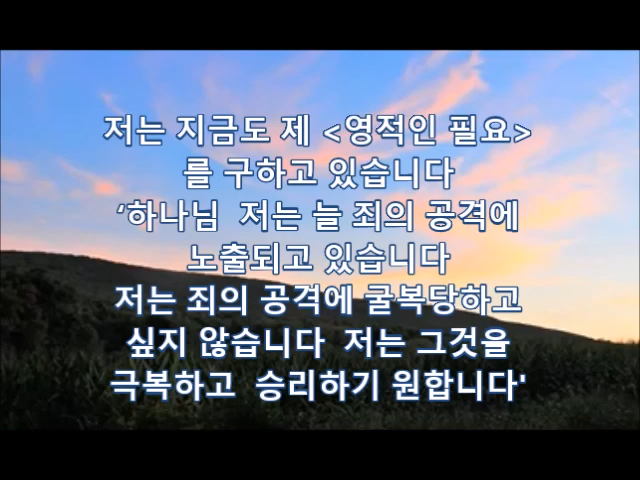 저는 지금도 제 <영적인 필요>
를 구하고 있습니다
‘하나님  저는 늘 죄의 공격에
노출되고 있습니다
저는 죄의 공격에 굴복당하고
싶지 않습니다  저는 그것을
극복하고  승리하기 원합니다'